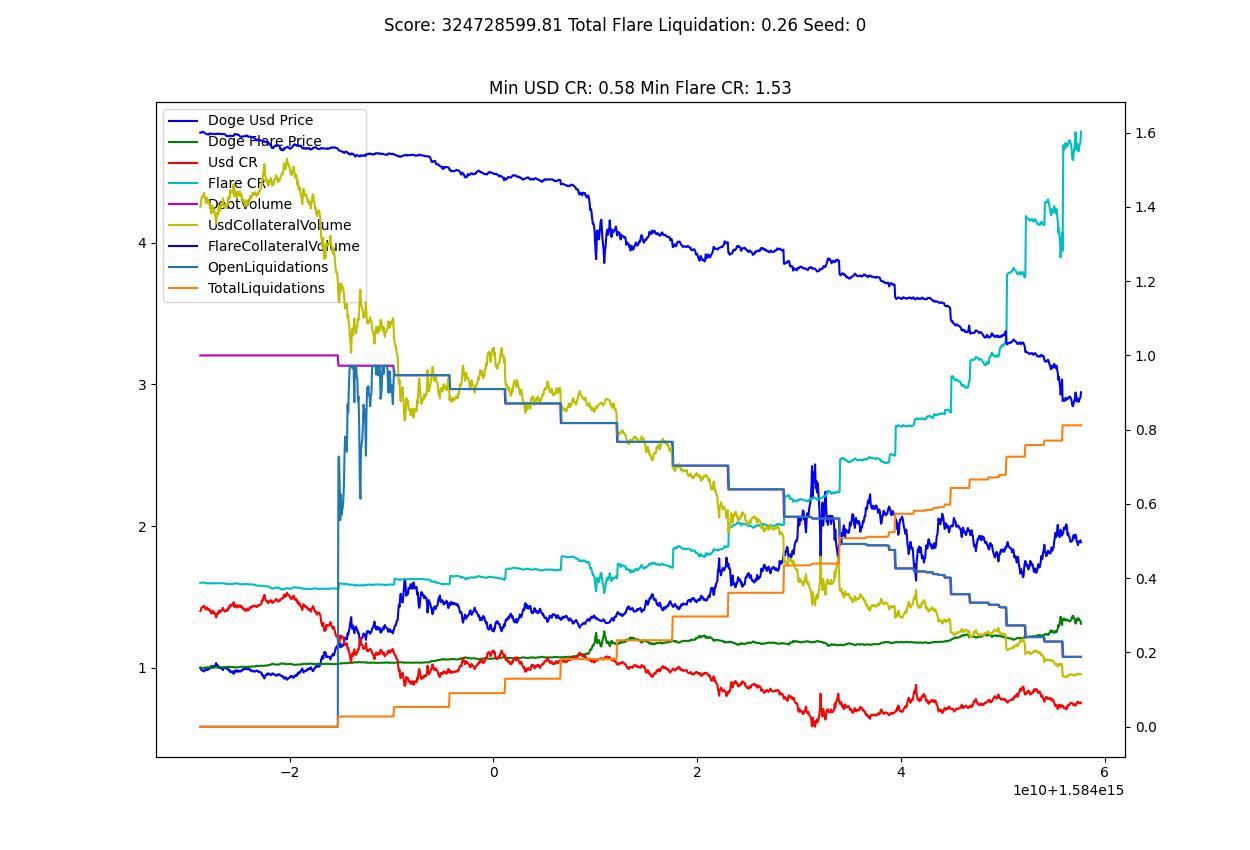 Score: 324728599.81 Total Flare Liquidation: 0.26 Seed: 0
Min USD CR: 0.58 Min Flare CR: 1.53
Doge Usd Price
Doge Flare Price
Usd CR
Flare CR
DebtVolume
UsdCollateralVolume
FlareCollateralVolume
OpenLiquidations
TotalLiquidations
4
3
2
1
1.6
1.4
1.2
1.0
0.8
0.6
0.4
0.2
0.0
−2 0 2 4 6
1e10+1.584e15